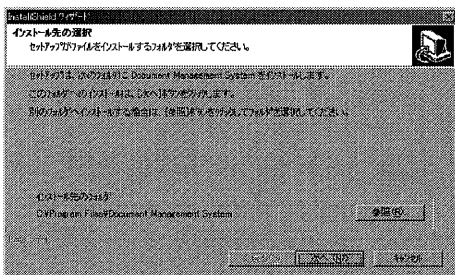 InstallShield ウィザード
インストール先の選択
セットアップがファイルをインストールするフォルダを選択してください。
セットアップは、次のフォルダに Document Management System をインストールします。
このフォルダへのインストールは、[次へ]ボタンをクリックします。
別のフォルダへインストールする場合は、[参照]ボタンをクリックしてフォルダを選択してください。
インストール先のフォルダ
C:¥Program Files¥Document Management System
参照(R)...
次へ(N)>
キャンセル